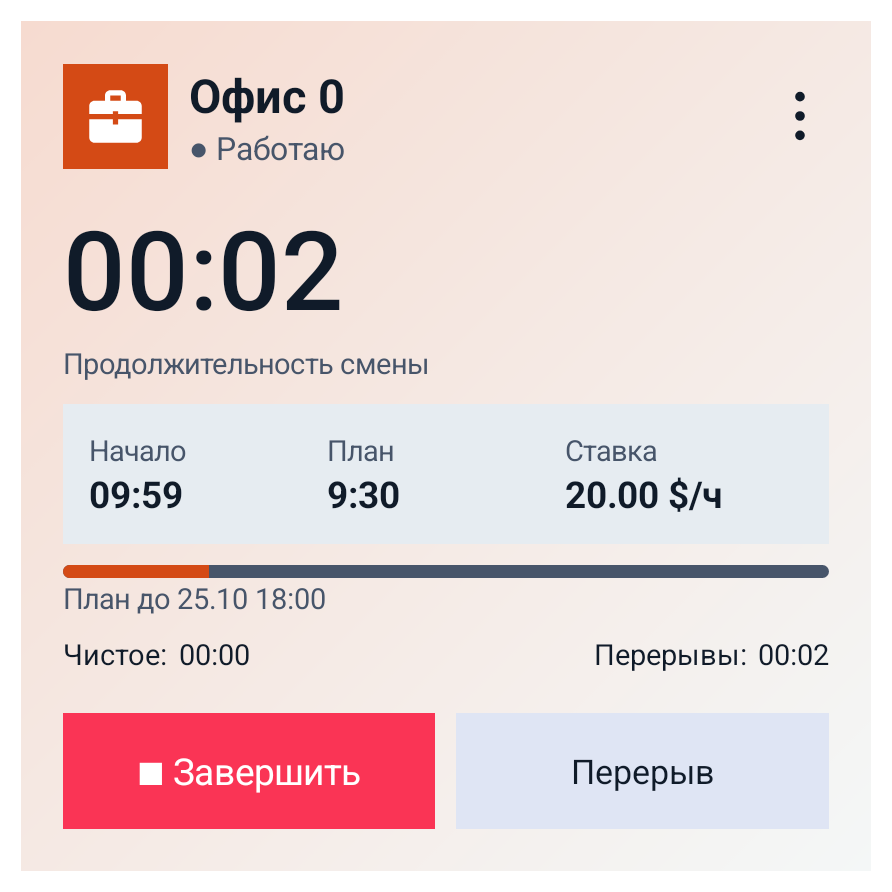 Офис 0
● Работаю
00:02
Продолжительность смены
Начало План Ставка
09:59 9:30 20.00 $/ч
План до 25.10 18:00
Чистое: 00:00 Перерывы: 00:02
Завершить Перерыв